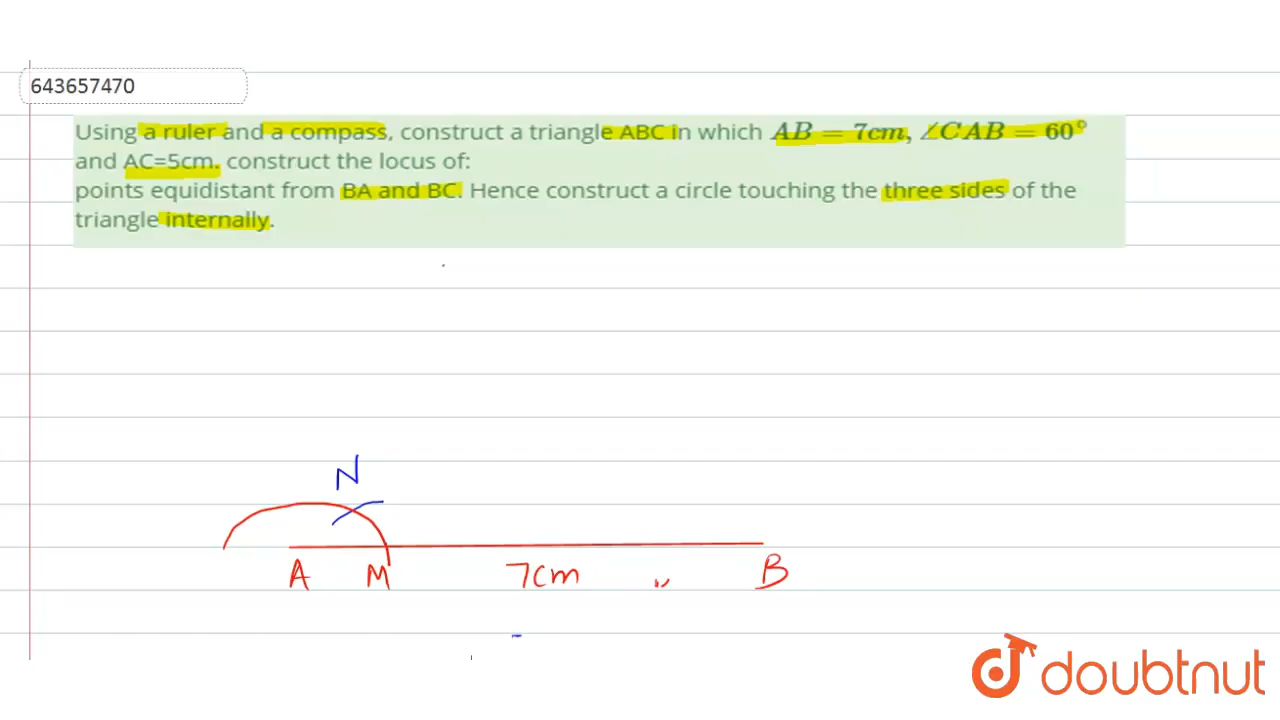 643657470
Using a ruler and a compass, construct a triangle ABC in which AB = 7cm, ∠CAB = 60°
and AC=5cm. construct the locus of:
points equidistant from BA and BC. Hence construct a circle touching the three sides of the
triangle internally.
N
A M 7cm B
doubtnut